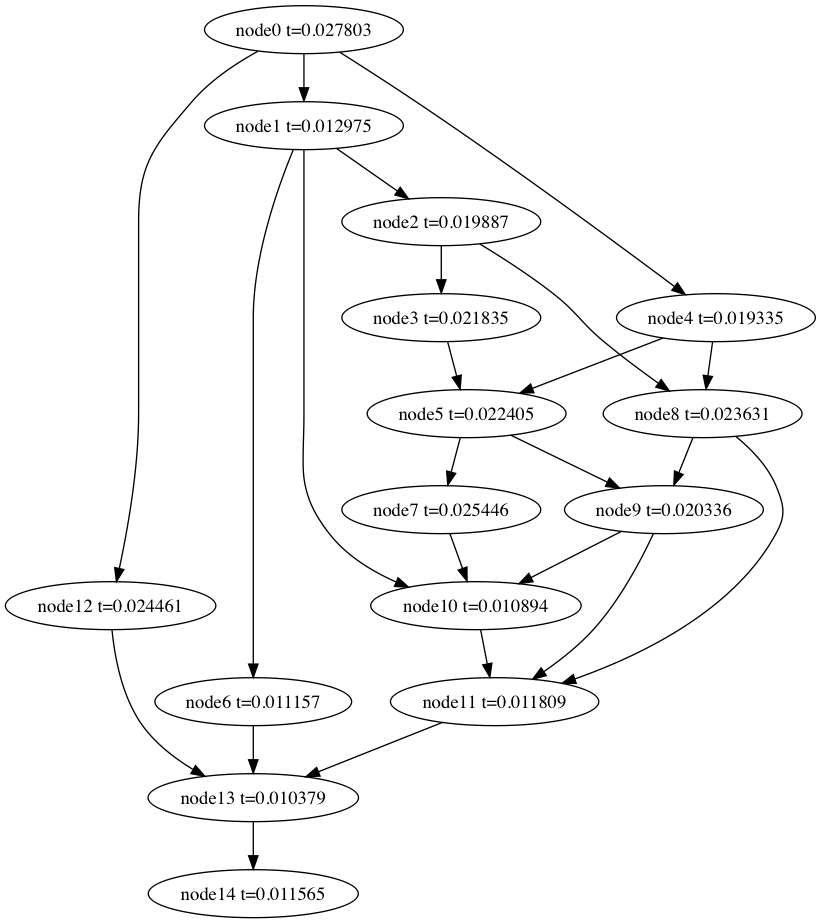 node0 t=0.027803
node1 t=0.012975
node2 t=0.019887
node3 t=0.021835
node4 t=0.019335
node5 t=0.022405
node8 t=0.023631
node7 t=0.025446
node9 t=0.020336
node12 t=0.024461
node10 t=0.010894
node6 t=0.011157
node11 t=0.011809
node13 t=0.010379
node14 t=0.011565